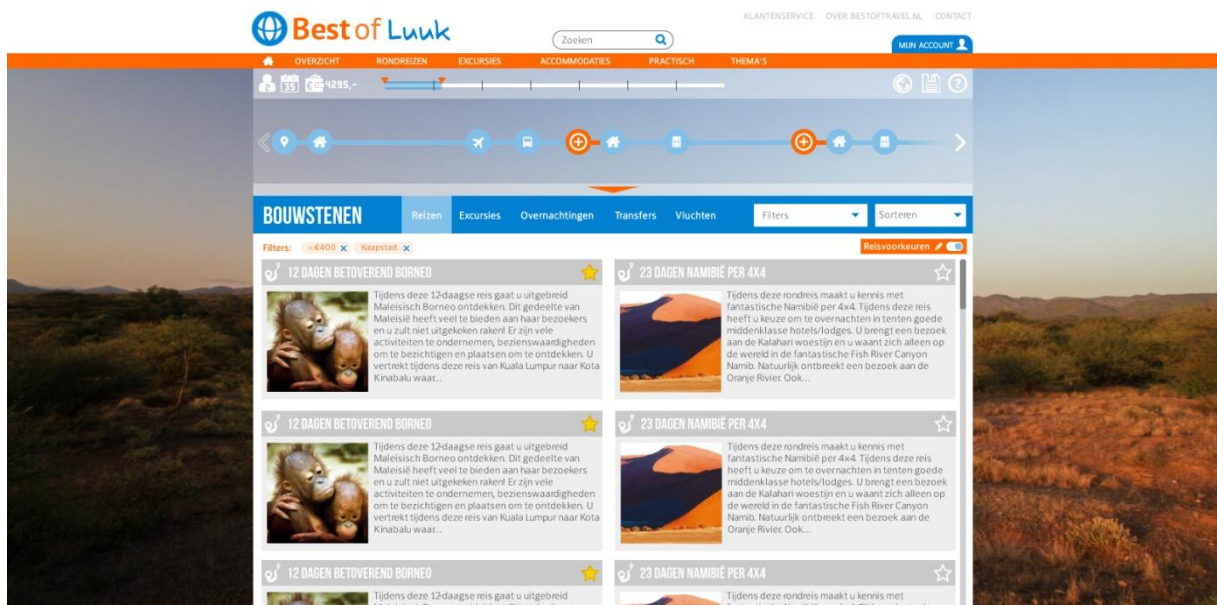 KLANTENSERVICE OVER BESTOFTRAVEL.NL CONTACT
Best of Luuk
Zoeken
MIJN ACCOUNT
OVERZICHT RONDREIZEN EXCURSIES ACCOMMODATIES PRACTISCH THEMA'S
35 4295,-
BOUWSTENEN Reizen Excursies Overnachtingen Transfers Vluchten Filters Sorteren
Filters: <€400 x Kaapstad x Reisvoorkeuren
12 DAGEN BETOVEREND BORNEO
Tijdens deze 12-daagse reis gaat u uitgebreid
Maleisisch Borneo ontdekken. Dit gedeelte van
Maleisië heeft veel te bieden aan haar bezoekers
en u zult niet uitgekeken raken! Er zijn vele
activiteiten te ondernemen, bezienswaardigheden
om te bezichtigen en plaatsen om te ontdekken. U
vertrekt tijdens deze reis van Kuala Lumpur naar Kota
Kinabalu waar...
23 DAGEN NAMIBIË PER 4X4
Tijdens deze rondreis maakt u kennis met
fantastische Namibië per 4x4. Tijdens deze reis
heeft u keuze om te overnachten in tenten goede
middenklasse hotels/lodges. U brengt een bezoek
aan de Kalahari woestijn en u waant zich alleen op
de wereld in de fantastische Fish River Canyon
Namib. Natuurlijk ontbreekt een bezoek aan de
Oranje Rivier. Ook...
12 DAGEN BETOVEREND BORNEO
Tijdens deze 12-daagse reis gaat u uitgebreid
Maleisisch Borneo ontdekken. Dit gedeelte van
Maleisië heeft veel te bieden aan haar bezoekers
en u zult niet uitgekeken raken! Er zijn vele
activiteiten te ondernemen, bezienswaardigheden
om te bezichtigen en plaatsen om te ontdekken. U
vertrekt tijdens deze reis van Kuala Lumpur naar Kota
Kinabalu waar...
23 DAGEN NAMIBIË PER 4X4
Tijdens deze rondreis maakt u kennis met
fantastische Namibië per 4x4. Tijdens deze reis
heeft u keuze om te overnachten in tenten goede
middenklasse hotels/lodges. U brengt een bezoek
aan de Kalahari woestijn en u waant zich alleen op
de wereld in de fantastische Fish River Canyon
Namib. Natuurlijk ontbreekt een bezoek aan de
Oranje Rivier. Ook...
12 DAGEN BETOVEREND BORNEO
Tijdens deze 12-daagse reis gaat u uitgebreid
23 DAGEN NAMIBIË PER 4X4
Tijdens deze rondreis maakt u kennis met